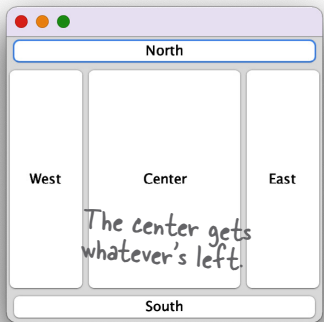 North
West
Center
East
The center gets
whatever's left.
South